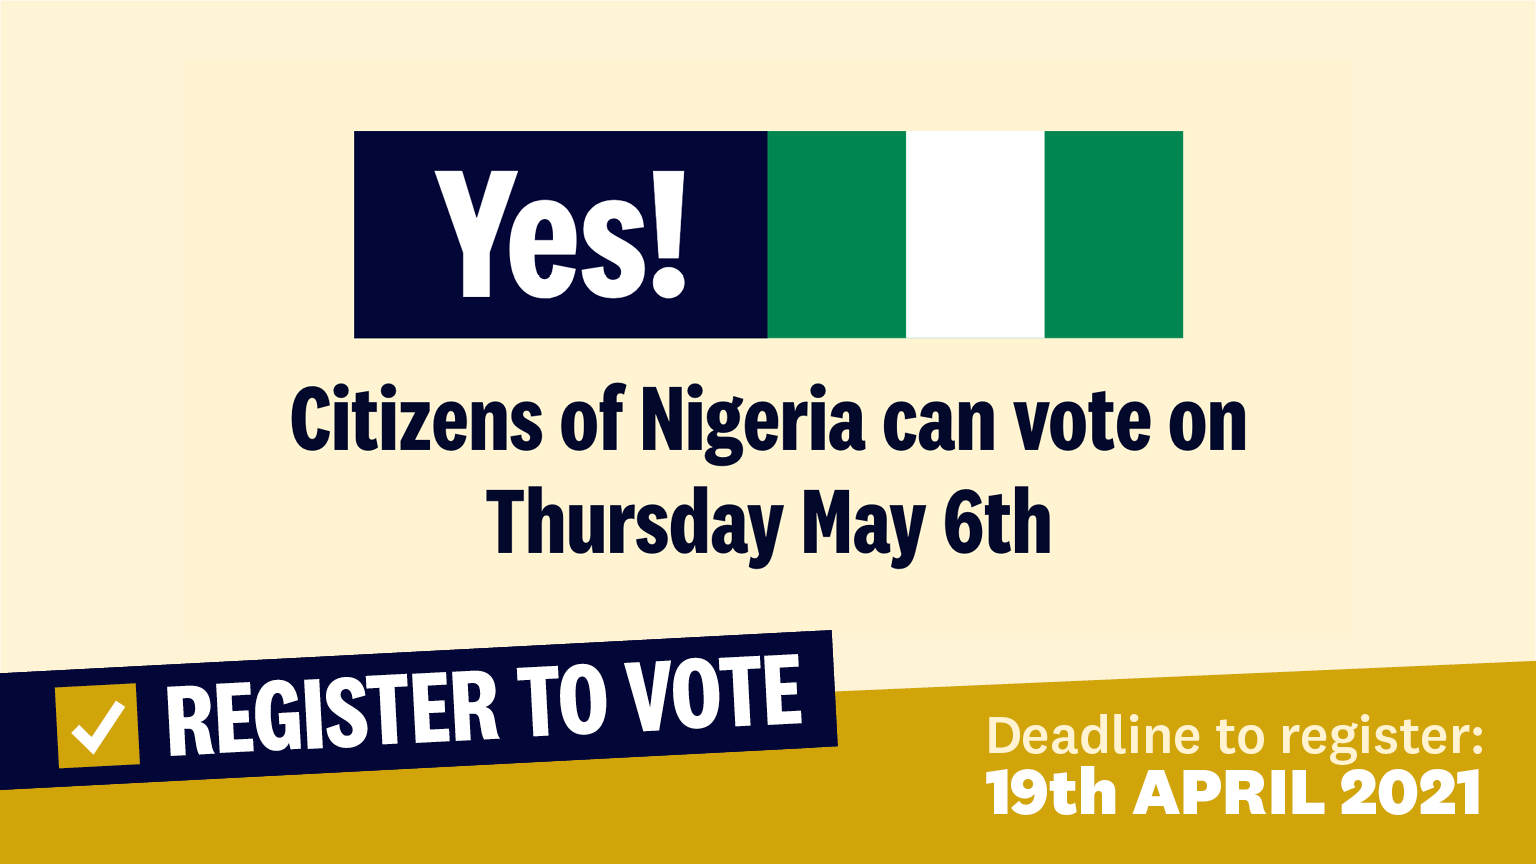 Yes!
Citizens of Nigeria can vote on
Thursday May 6th
REGISTER TO VOTE
Deadline to register:
19th APRIL 2021